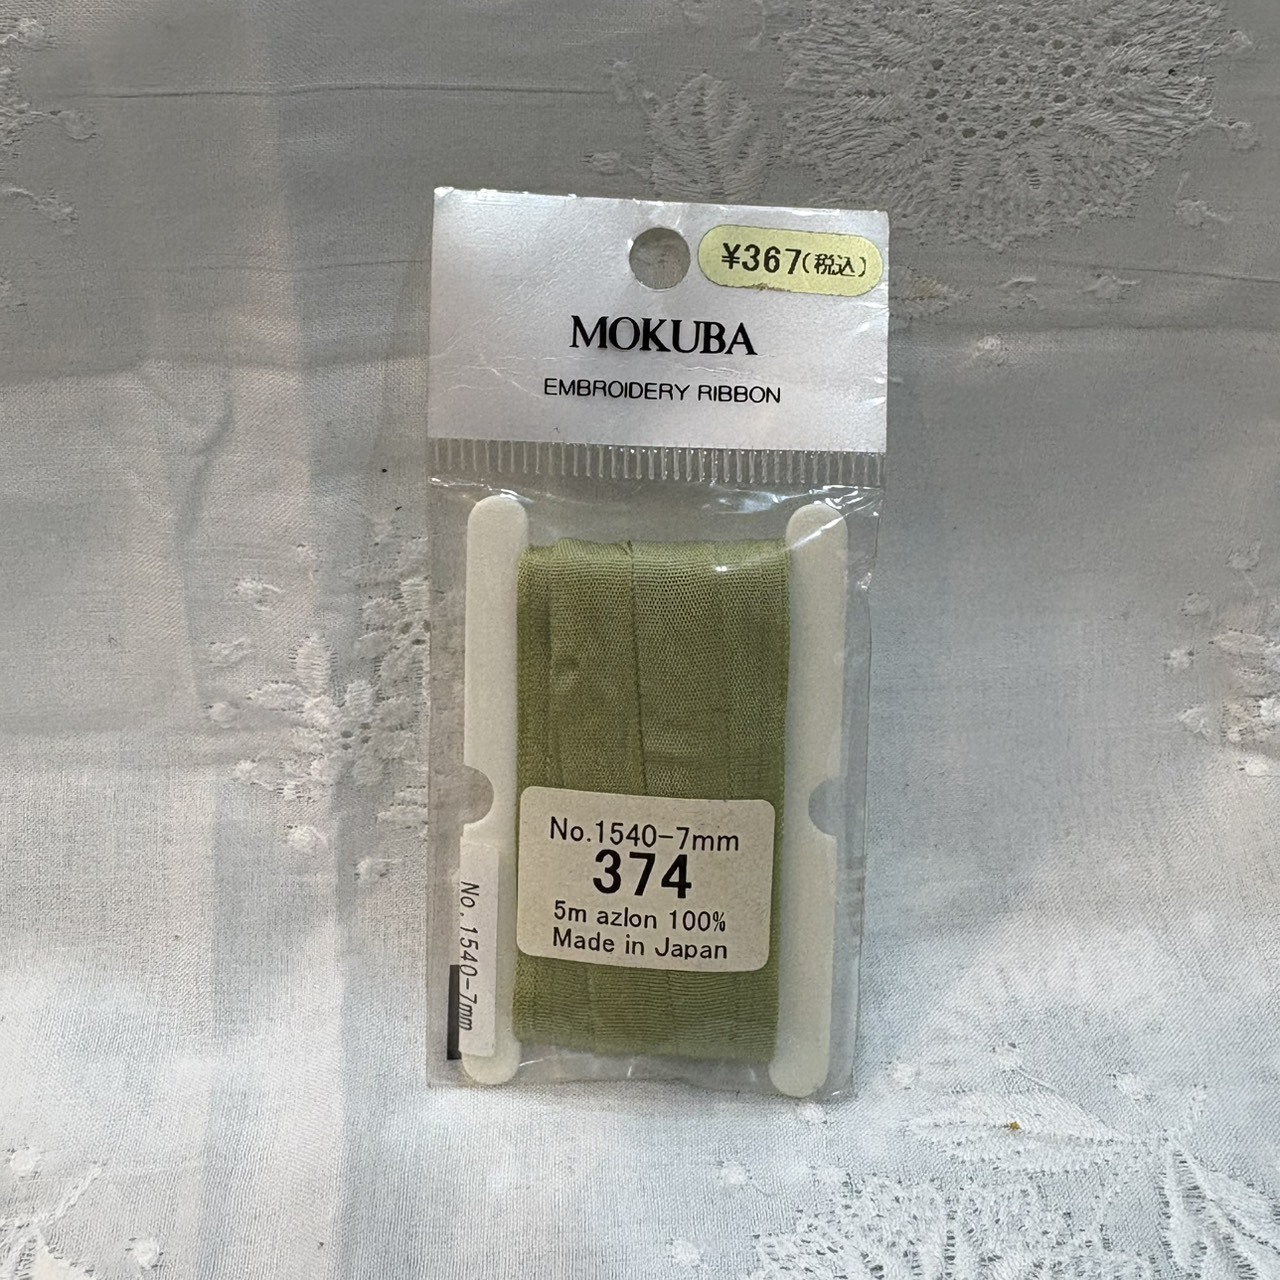 ¥367(税込)
MOKUBA
EMBROIDERY RIBBON
No.1540-7mm
374
5m azlon 100%
Made in Japan
No.1540-7mm